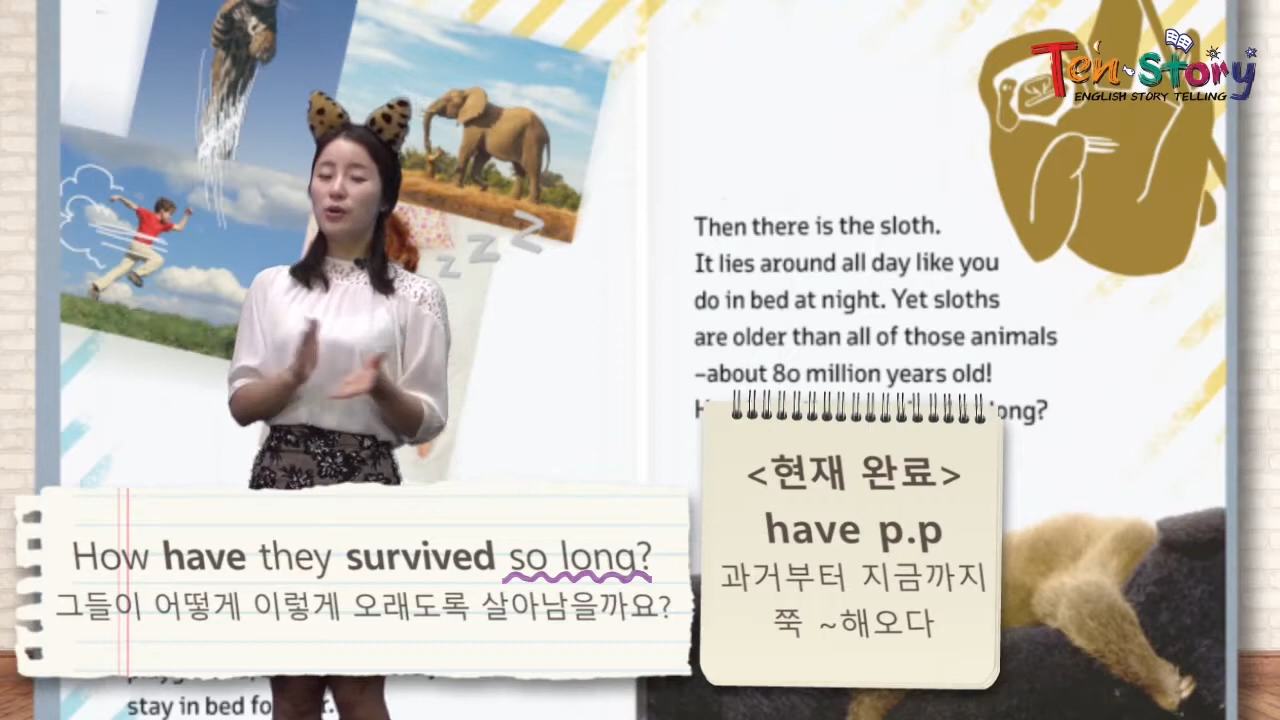 Ten Story
ENGLISH STORY TELLING
z z z
Then there is the sloth.
It lies around all day like you
do in bed at night. Yet sloths
are older than all of those animals
–about 80 million years old!
long?
How have they survived so long?
그들이 어떻게 이렇게 오래도록 살아남을까요?
<현재 완료>
have p.p
과거부터 지금까지
쭉 ~해오다
stay in bed